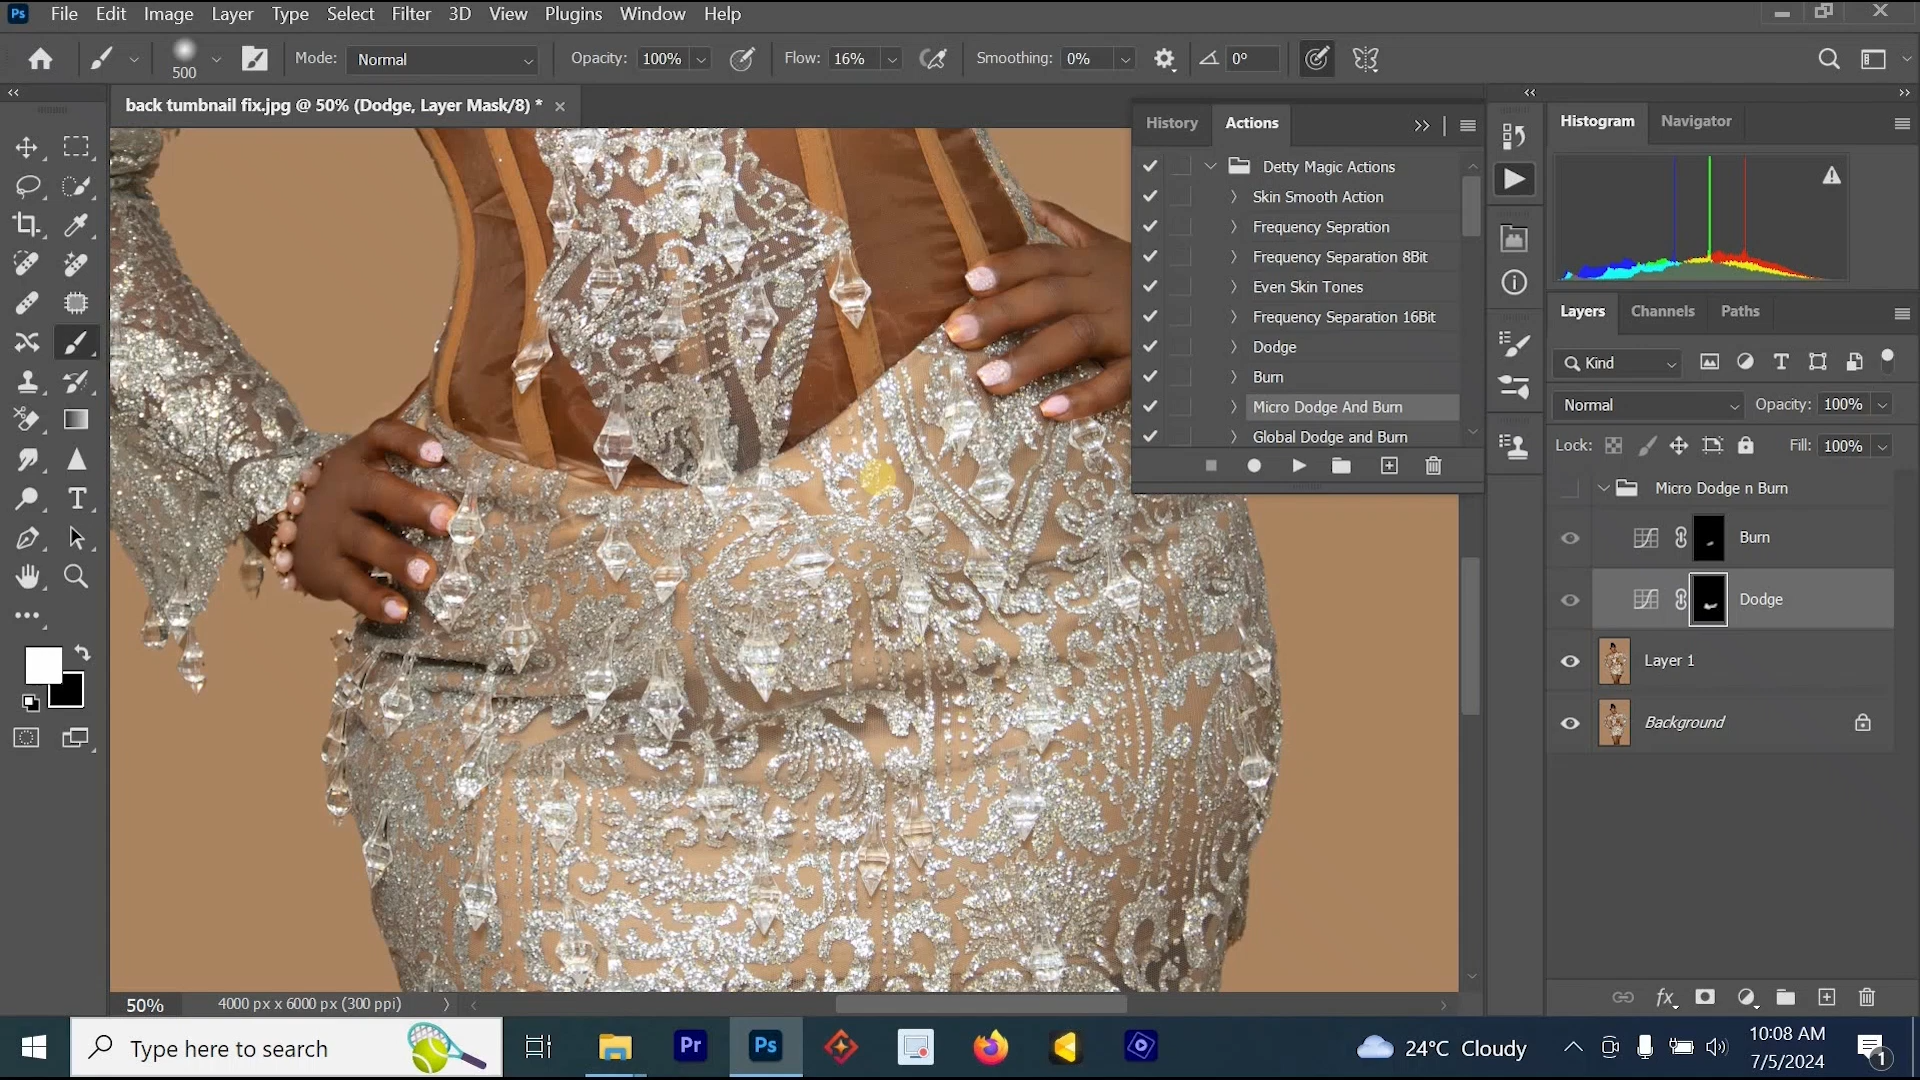 Ps File Edit Image Layer Type Select Filter 3D View Plugins Window Help
500 Mode: Normal Opacity: 100% Flow: 16% Smoothing: 0% 0°
back tumbnail fix.jpg @ 50% (Dodge, Layer Mask/8) *
History Actions
Detty Magic Actions
Skin Smooth Action
Frequency Sepration
Frequency Separation 8Bit
Even Skin Tones
Frequency Separation 16Bit
Dodge
Burn
Micro Dodge And Burn
Global Dodge and Burn
Histogram Navigator
Layers Channels Paths
Kind
Normal Opacity: 100%
Lock: Fill: 100%
Micro Dodge n Burn
Burn
Dodge
Layer 1
Background
fx
50% 4000 px x 6000 px (300 ppi)
Type here to search
Pr
Ps
24°C Cloudy
10:08 AM
7/5/2024
1